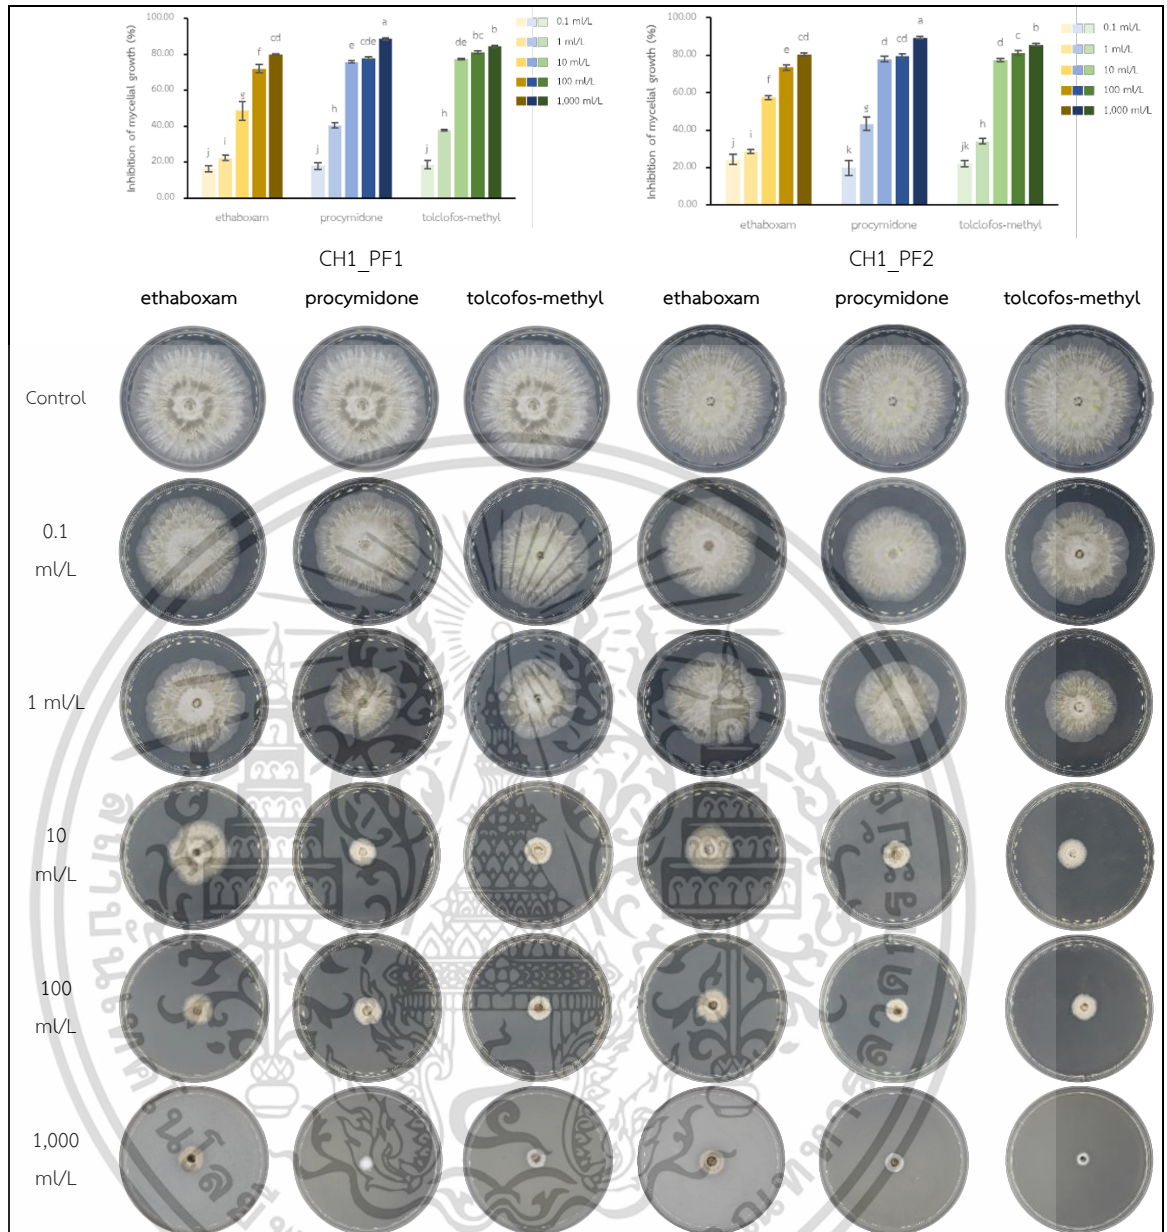 100.00
80.00
60.00
40.00
20.00
0.00
Inhibition of mycelial growth (%)
j i g f cd
j h e cde a
j h de bc b
ethaboxam procymidone tolclofos-methyl
0.1 ml/L
1 ml/L
10 ml/L
100 ml/L
1,000 ml/L
100.00
80.00
60.00
40.00
20.00
0.00
Inhibition of mycelial growth (%)
j i f e cd
k g d cd a
jk h d c b
ethaboxam procymidone tolclofos-methyl
0.1 ml/L
1 ml/L
10 ml/L
100 ml/L
1,000 ml/L
CH1_PF1 CH1_PF2
ethaboxam procymidone tolcofos-methyl ethaboxam procymidone tolcofos-methyl
Control
0.1
ml/L
1 ml/L
10
ml/L
100
ml/L
1,000
ml/L